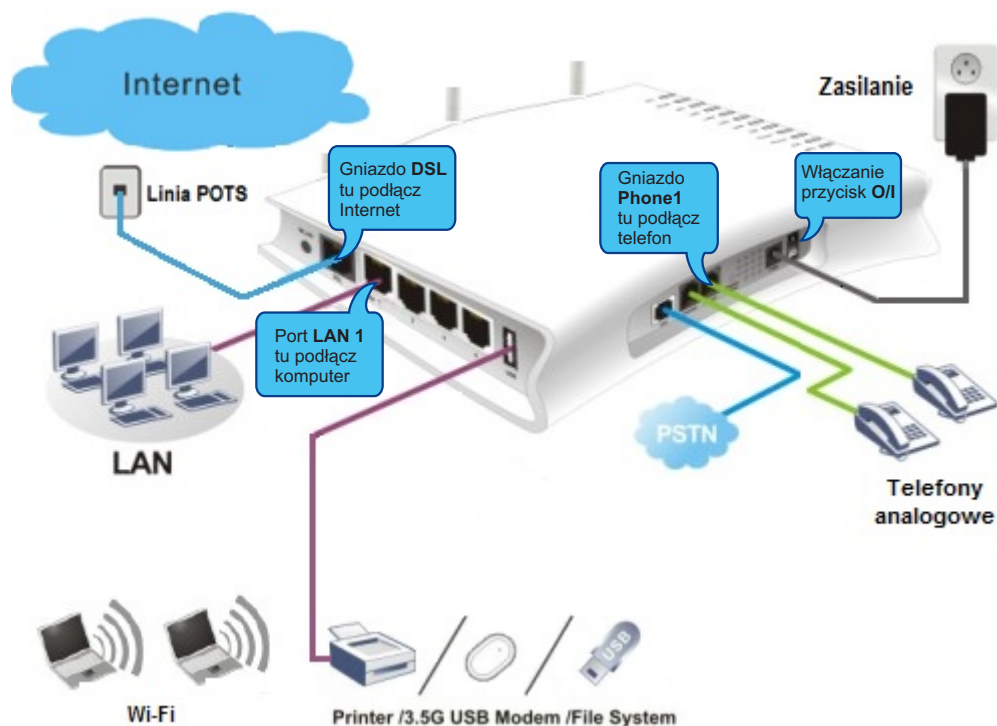 Internet
Zasilanie
Linia POTS
Gniazdo DSL
tu podłącz
Internet
Gniazdo
Phone1
tu podłącz
telefon
Włączanie
przycisk O/I
Port LAN 1
tu podłącz
komputer
LAN
PSTN
Telefony
analogowe
USB
Wi-Fi
Printer /3.5G USB Modem /File System